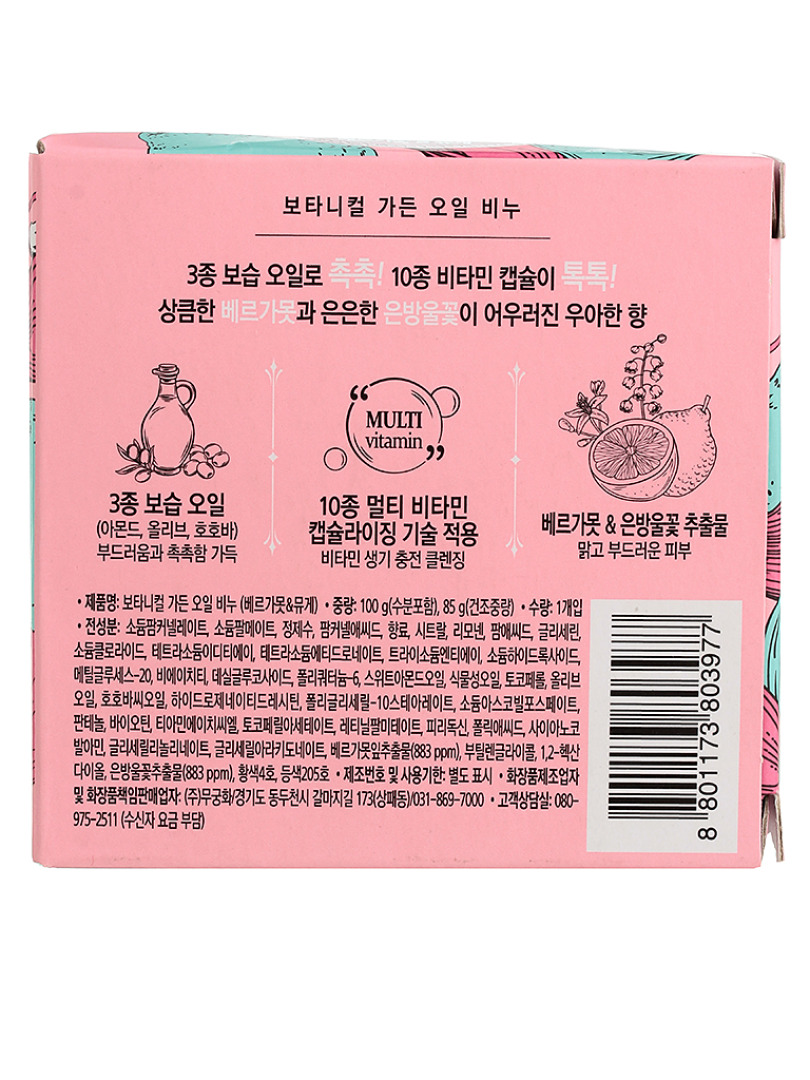 보타니컬 가든 오일 비누
3종 보습 오일로 촉촉! 10종 비타민 캡슐이 톡톡!
상큼한 베르가못과 은은한 은방울꽃이 어우러진 우아한 향
3종 보습 오일
(아몬드, 올리브, 호호바)
부드러움과 촉촉함 가득
“MULTI
vitamin”
10종 멀티 비타민
캡슐라이징 기술 적용
비타민 생기 충전 클렌징
베르가못 & 은방울꽃 추출물
맑고 부드러운 피부
• 제품명: 보타니컬 가든 오일 비누 (베르가못&뮤게) • 중량: 100 g(수분포함), 85 g(건조중량) • 수량: 1개입
• 전성분: 소듐팜커넬레이트, 소듐팔메이트, 정제수, 팜커넬애씨드, 향료, 시트랄, 리모넨, 팜애씨드, 글리세린,
소듐클로라이드, 테트라소듐이디티에이, 테트라소듐에티드로네이트, 트라이소듐엔티에이, 소듐하이드록사이드,
메틸글루세스-20, 비에이치티, 데실글루코사이드, 폴리쿼터늄-6, 스위트아몬드오일, 식물성오일, 토코페롤, 올리브
오일, 호호바씨오일, 하이드로제네이티드레시틴, 폴리글리세릴-10스테아레이트, 소듐아스코빌포스페이트,
판테놀, 바이오틴, 티아민에이치씨엘, 토코페릴아세테이트, 레티닐팔미테이트, 피리독신, 폴릭애씨드, 사이아노코
발아민, 글리세릴리놀리네이트, 글리세릴아라키도네이트, 베르가못잎추출물(883 ppm), 부틸렌글라이콜, 1,2-헥산
다이올, 은방울꽃추출물(883 ppm), 황색4호, 등색205호 • 제조번호 및 사용기한: 별도 표시 • 화장품제조업자
및 화장품책임판매업자: (주)무궁화/경기도 동두천시 갈마지길 173(상패동)/031-869-7000 • 고객상담실: 080-
975-2511 (수신자 요금 부담)
8 801173 803977